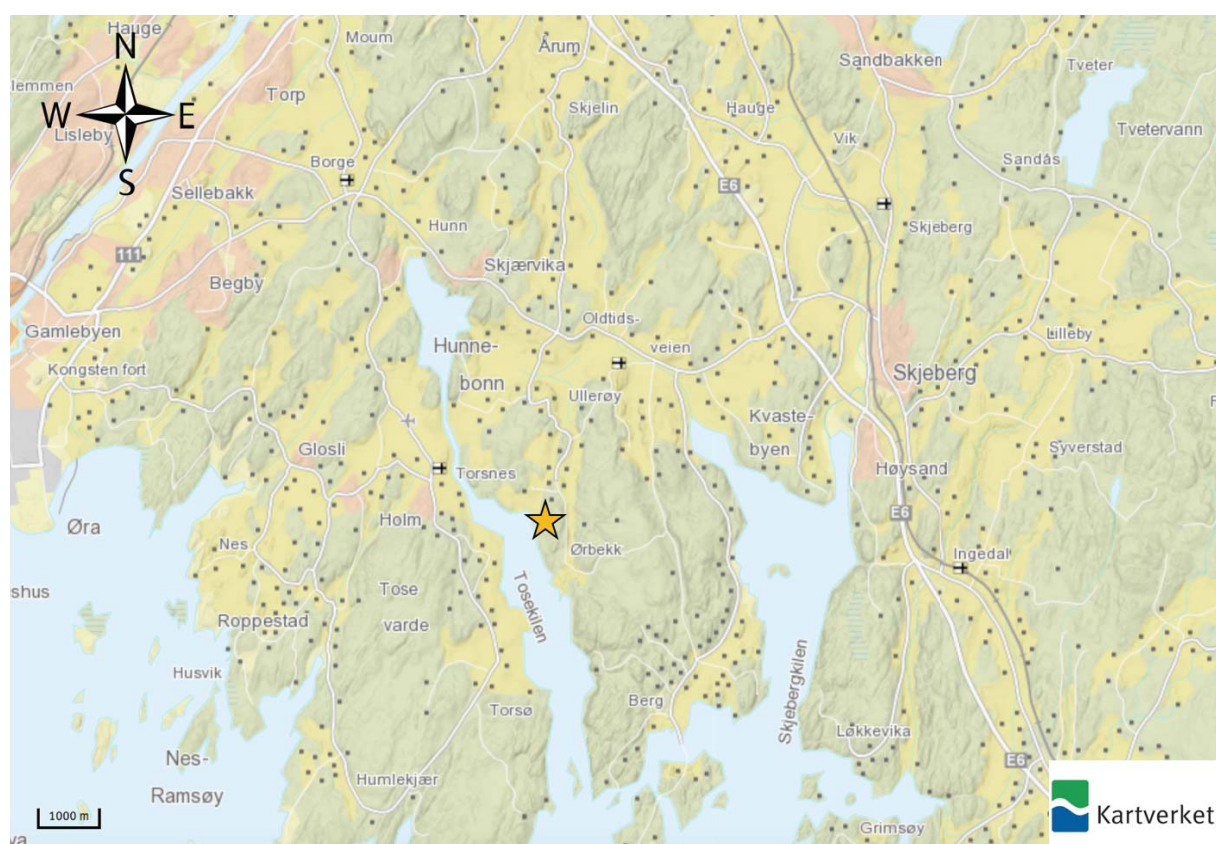 Hauge
Moum
Årum
Sandbakken
Tveter
N
lemmen
Torp
Skjelin
Hauge
W
E
Tvetervann
Lisleby
Vik
Borge
Sandås
S
Sellebakk
E6
Hunn
Skjeberg
111
Skjærvika
Begby
Oldtids-
Gamlebyen
Lilleby
Hunne-
veien
Kongsten fort
Skjeberg
bonn
Ullerøy
Kvaste-
byen
Glosli
Syverstad
Torsnes
Høysand
E6
Øra
Holm
Nes
Ørbekk
Ingedal
shus
Tose
Tosekilen
varde
Roppestad
Husvik
Berg
Skjebergkilen
Torsø
Løkkevika
Nes-
E6
Humlekjær
Ramsøy
1000 m
Kartverket
Grimsøy
va